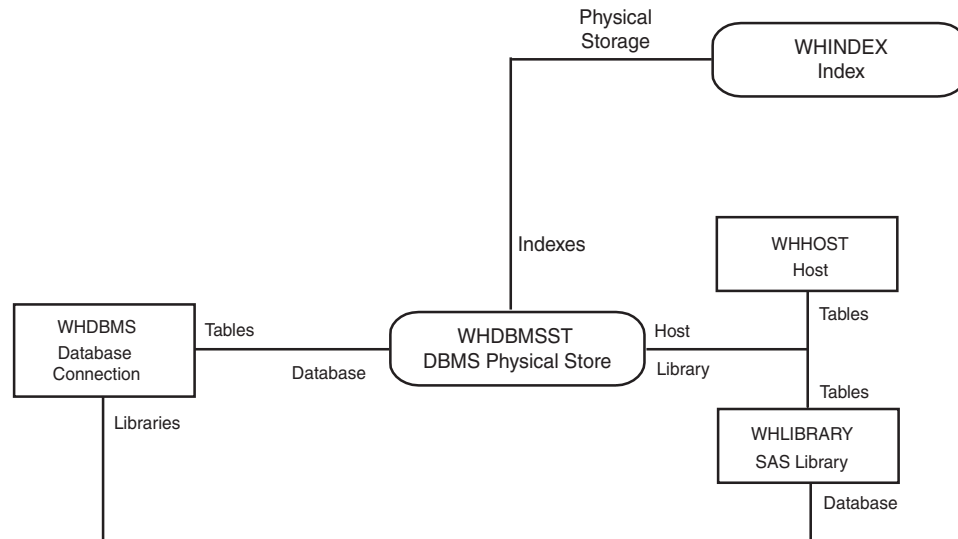 Physical
Storage
WHINDEX
Index
Indexes
WHHOST
Host
Tables
WHDBMS
Database
Connection
Tables
Database
WHDBMSST
DBMS Physical Store
Host
Library
Tables
Libraries
WHLIBRARY
SAS Library
Database